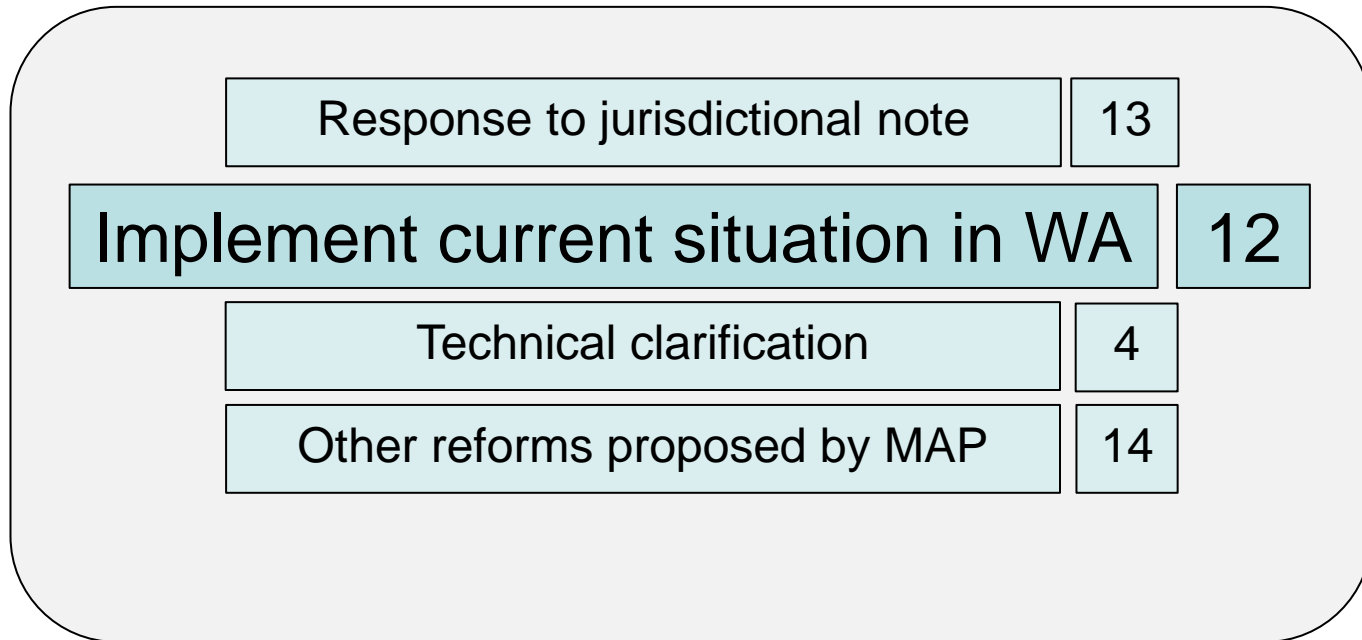 Response to jurisdictional note 13
Implement current situation in WA 12
Technical clarification 4
Other reforms proposed by MAP 14